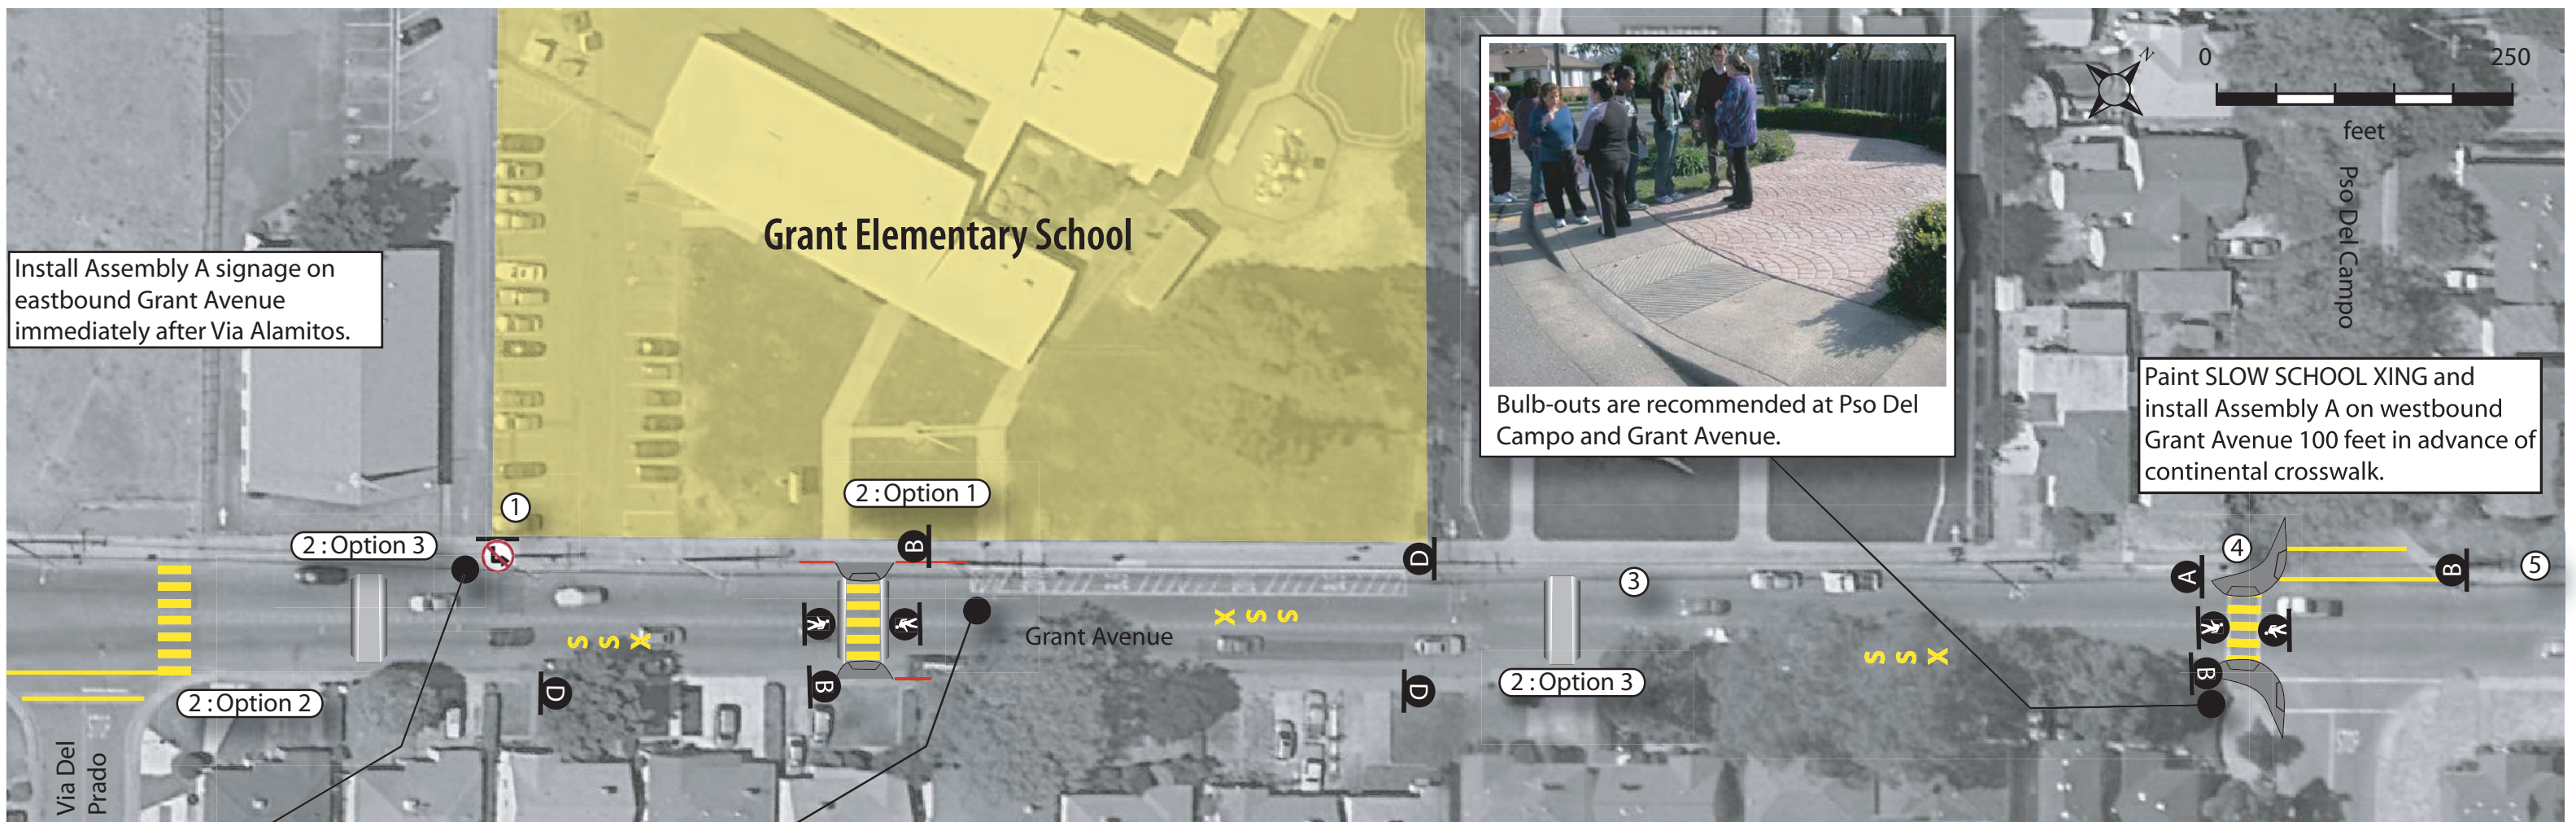 0 250
feet
N
Pso Del Campo
Grant Elementary School
Install Assembly A signage on
eastbound Grant Avenue
immediately after Via Alamitos.
Bulb-outs are recommended at Pso Del
Campo and Grant Avenue.
Paint SLOW SCHOOL XING and
install Assembly A on westbound
Grant Avenue 100 feet in advance of
continental crosswalk.
1
2 : Option 1
2 : Option 3
B
D
3
4
A
B
5
X S S
S S X
Grant Avenue
S S X
2 : Option 2
D
B
D
2 : Option 3
B
Via Del
Prado